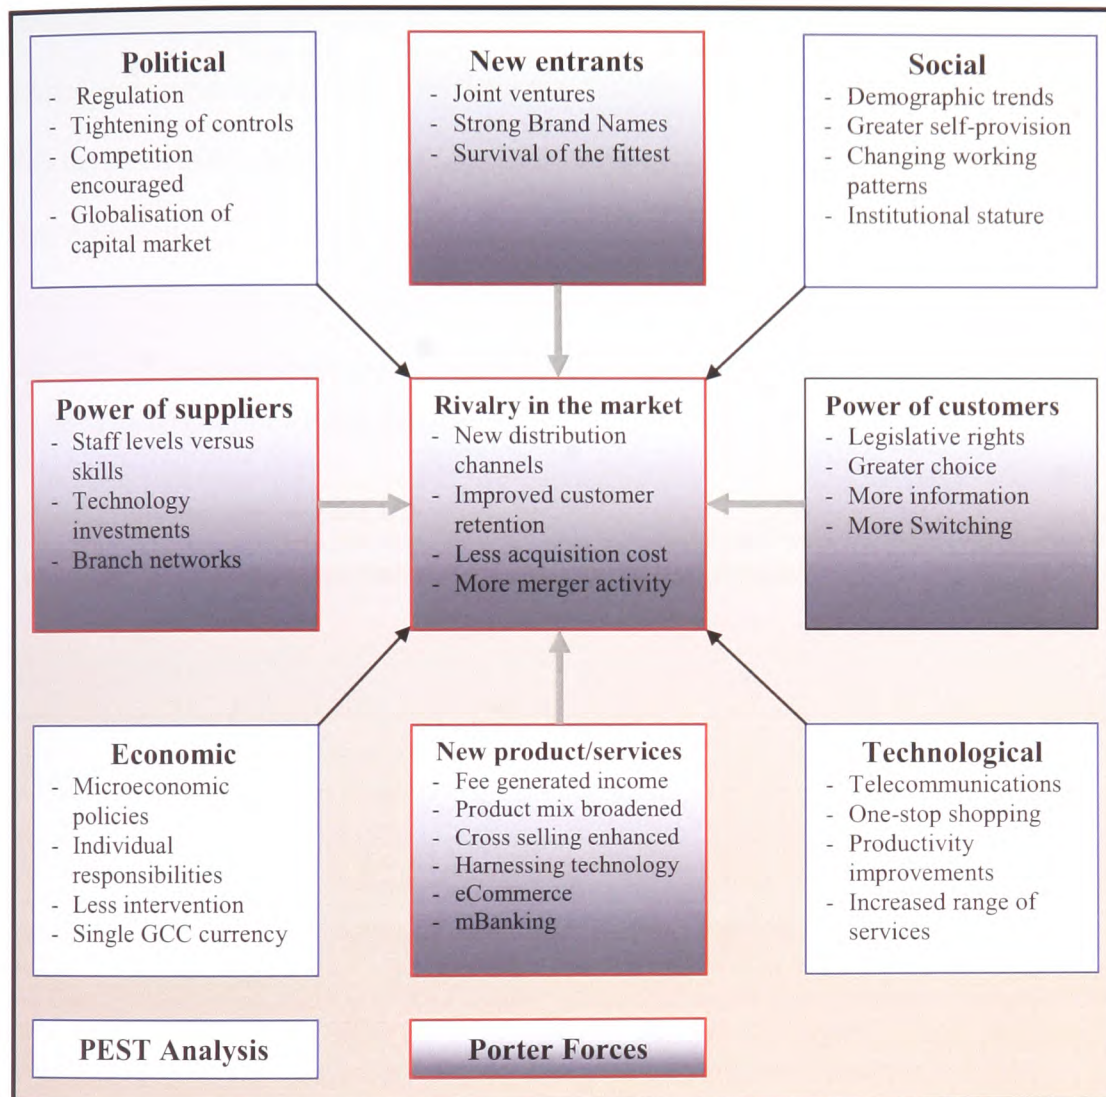 Political
- Regulation
- Tightening of controls
- Competition
encouraged
- Globalisation of
capital market
New entrants
- Joint ventures
- Strong Brand Names
- Survival of the fittest
Social
- Demographic trends
- Greater self-provision
- Changing working
patterns
- Institutional stature
Power of suppliers
- Staff levels versus
skills
- Technology
investments
- Branch networks
Rivalry in the market
- New distribution
channels
- Improved customer
retention
- Less acquisition cost
- More merger activity
Power of customers
- Legislative rights
- Greater choice
- More information
- More Switching
Economic
- Microeconomic
policies
- Individual
responsibilities
- Less intervention
- Single GCC currency
New product/services
- Fee generated income
- Product mix broadened
- Cross selling enhanced
- Harnessing technology
- eCommerce
- mBanking
Technological
- Telecommunications
- One-stop shopping
- Productivity
improvements
- Increased range of
services
PEST Analysis
Porter Forces